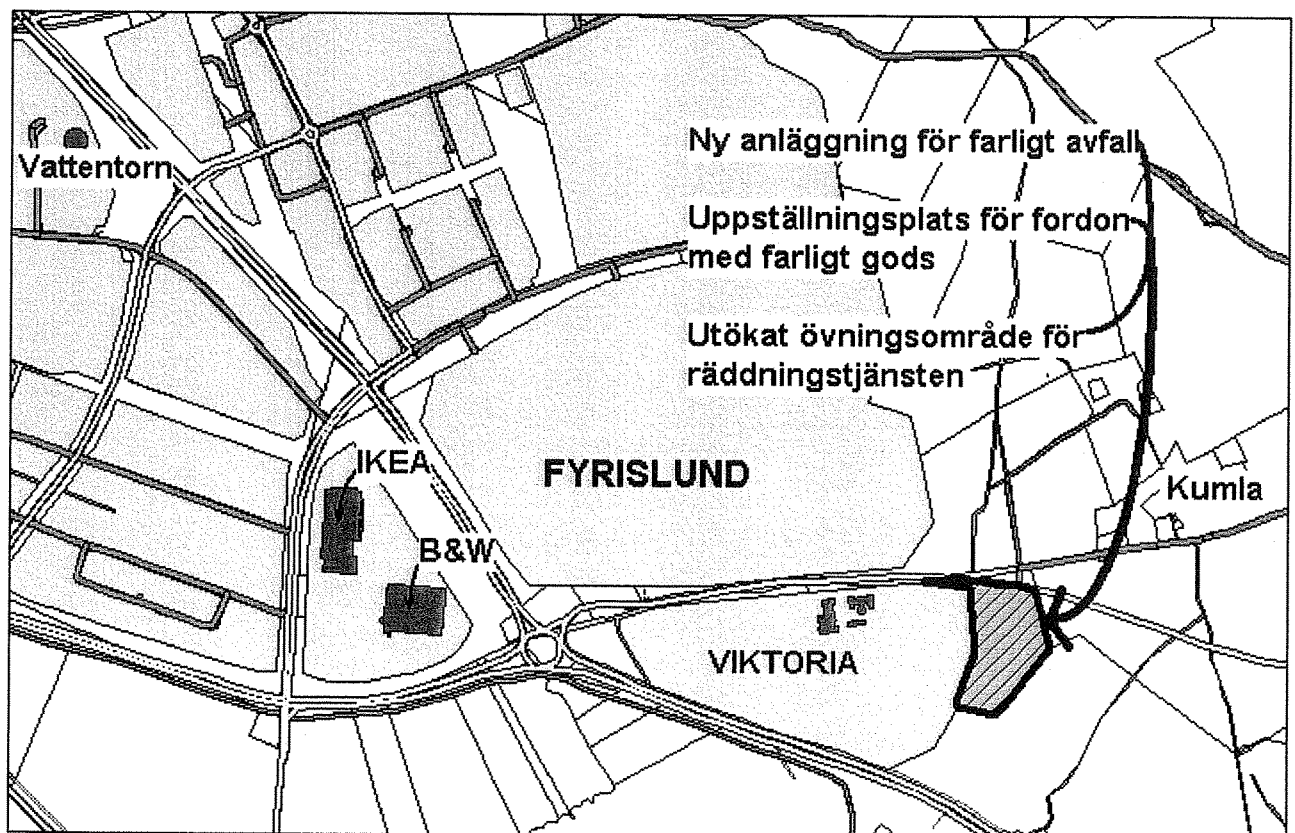 Ny anläggning för farligt avfall
Vattentorn
Uppställningsplats för fordon
med farligt gods
Utökat övningsområde för
räddningstjänsten
IKEA
FYRISLUND
Kumla
B&W
VIKTORIA